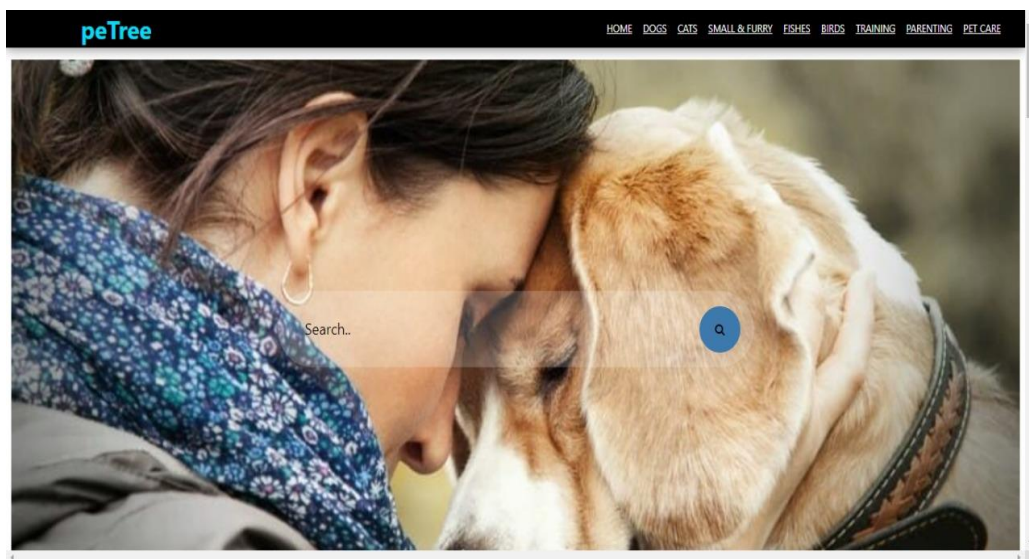 peTree
HOME DOGS CATS SMALL & FURRY FISHES BIRDS TRAINING PARENTING PET CARE
Search..